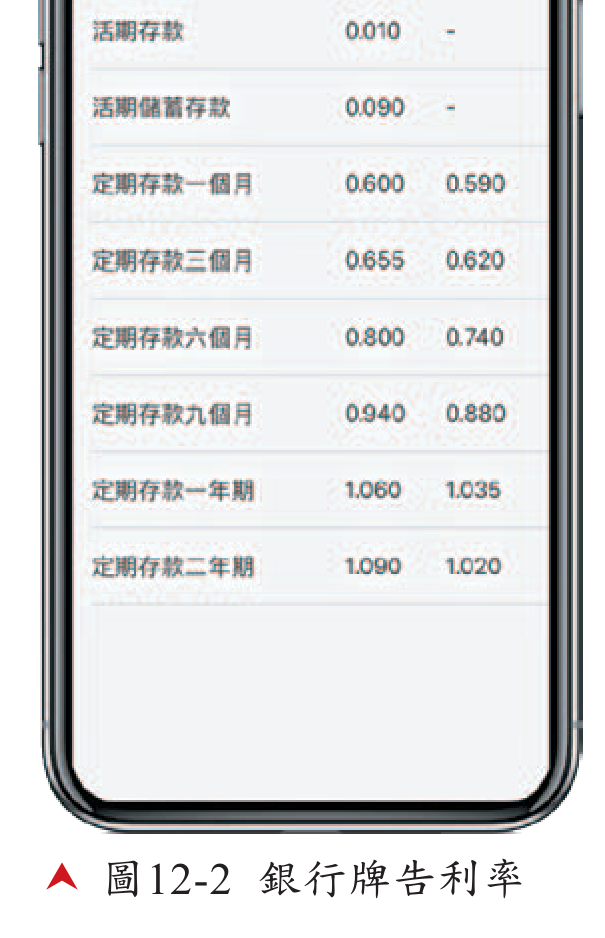 活期存款 0.010 -
活期儲蓄存款 0.090 -
定期存款一個月 0.600 0.590
定期存款三個月 0.655 0.620
定期存款六個月 0.800 0.740
定期存款九個月 0.940 0.880
定期存款一年期 1.060 1.035
定期存款二年期 1.090 1.020
圖12-2 銀行牌告利率